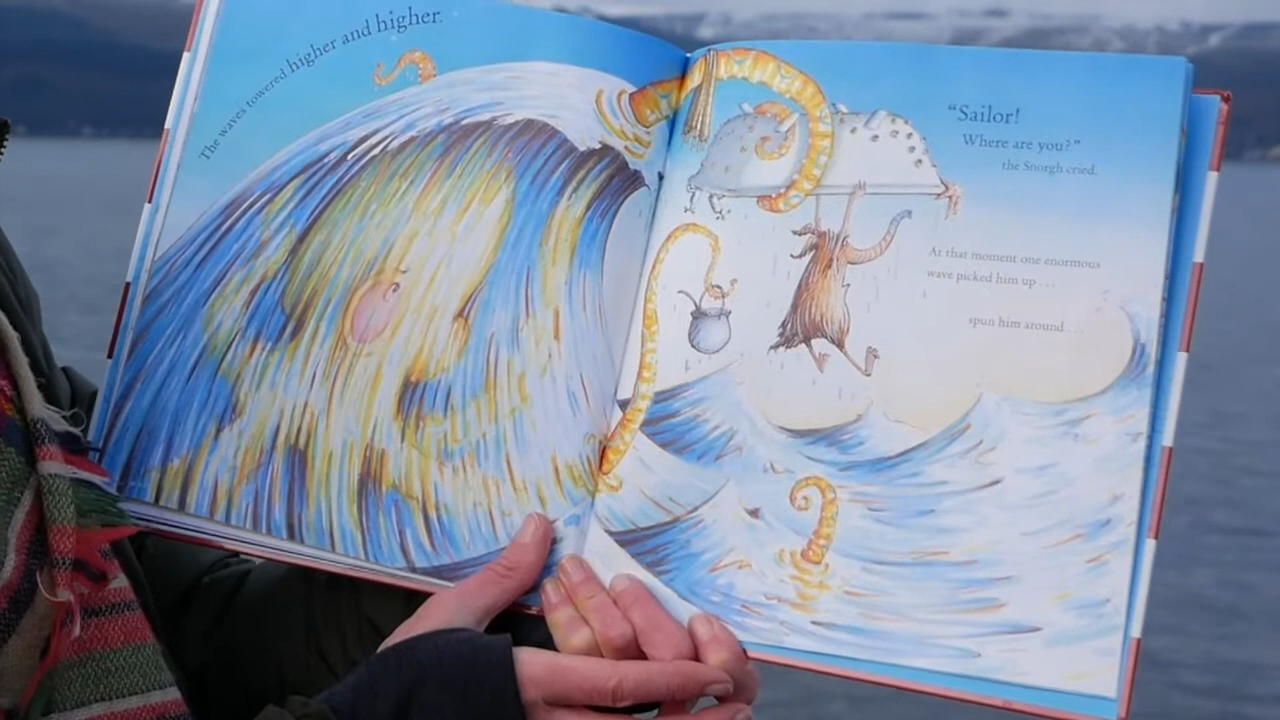 The waves towered higher and higher.
“Sailor!
Where are you?”
the Snorgh cried.
At that moment one enormous
wave picked him up . . .
spun him around . . .